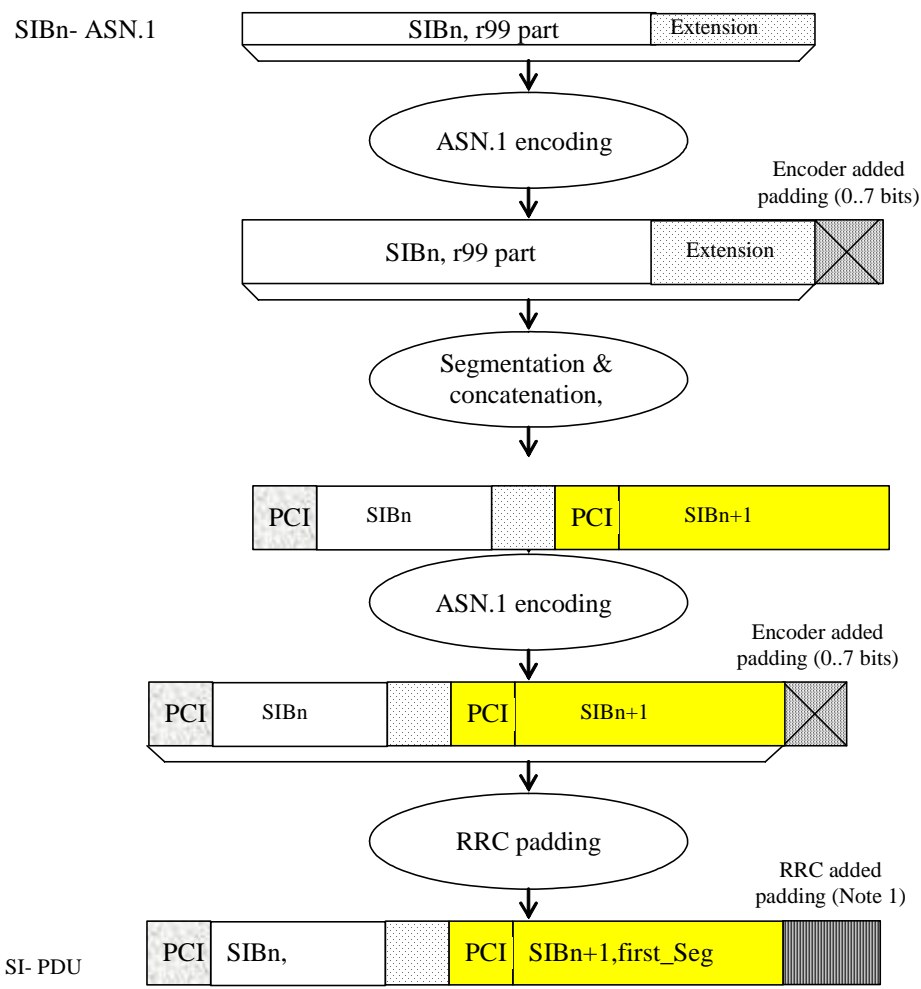 SIBn- ASN.1
SIBn, r99 part
Extension
ASN.1 encoding
Encoder added
padding (0..7 bits)
SIBn, r99 part
Extension
Segmentation &
concatenation,
PCI
SIBn
PCI
SIBn+1
ASN.1 encoding
Encoder added
padding (0..7 bits)
PCI
SIBn
PCI
SIBn+1
RRC padding
RRC added
padding (Note 1)
SI- PDU
PCI
SIBn,
PCI
SIBn+1,first_Seg